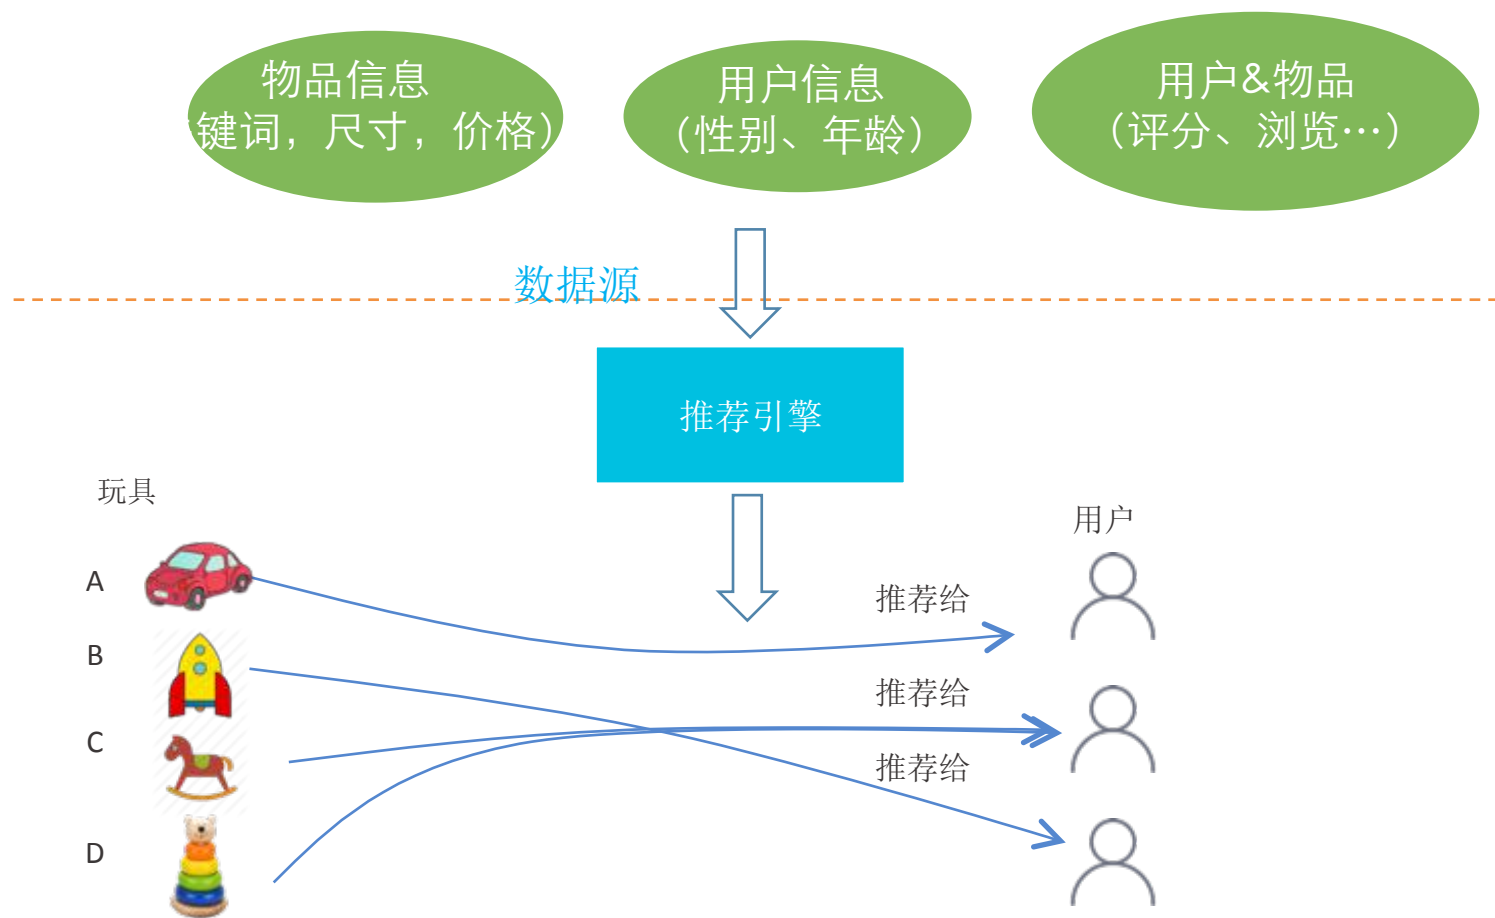 物品信息
键词，尺寸，价格）
用户信息
（性别、年龄）
用户&物品
（评分、浏览…）
数据源
推荐引擎
玩具
用户
A
推荐给
B
推荐给
C
推荐给
D